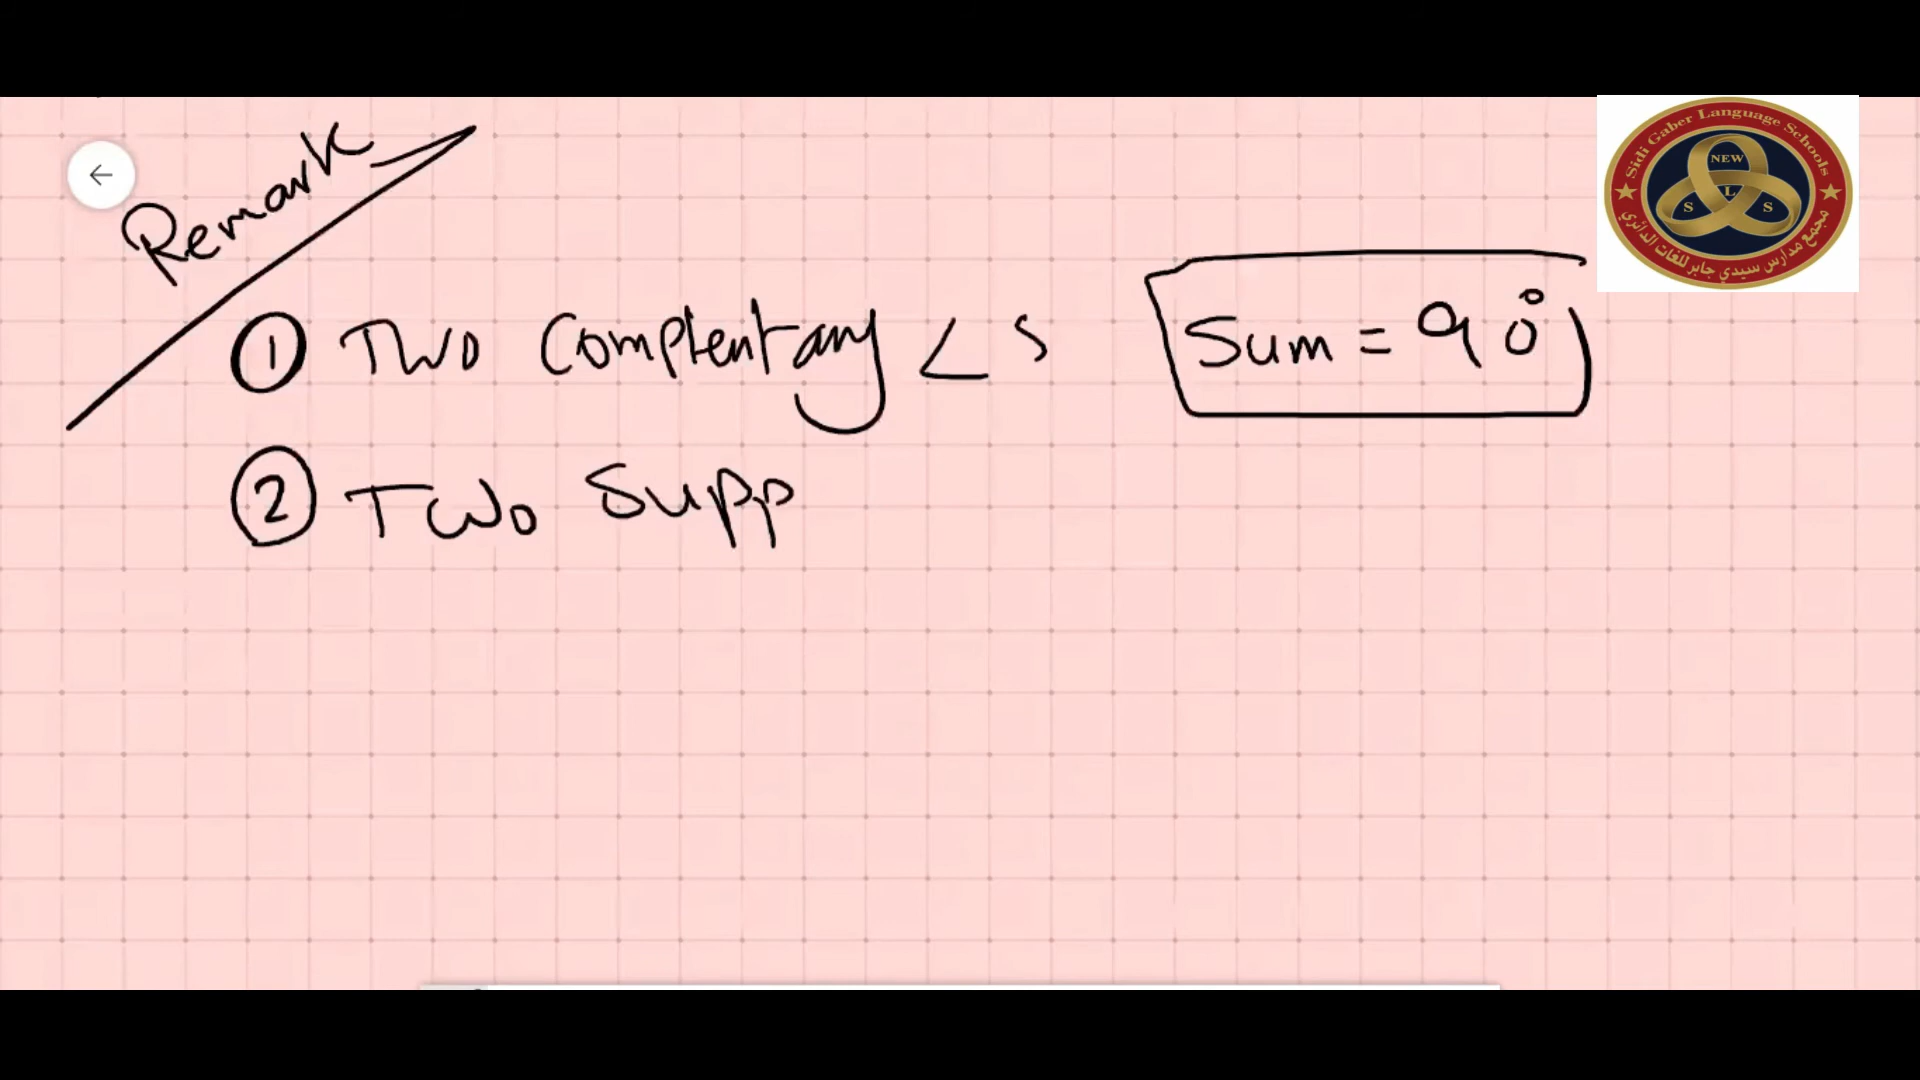 Remark
1 Two Complentary ∠s Sum = 90°
2 Two Supp
Sidi Gaber Language Schools
NEW
L
S S
مجمع مدارس سيدي جابر للغات الدائري